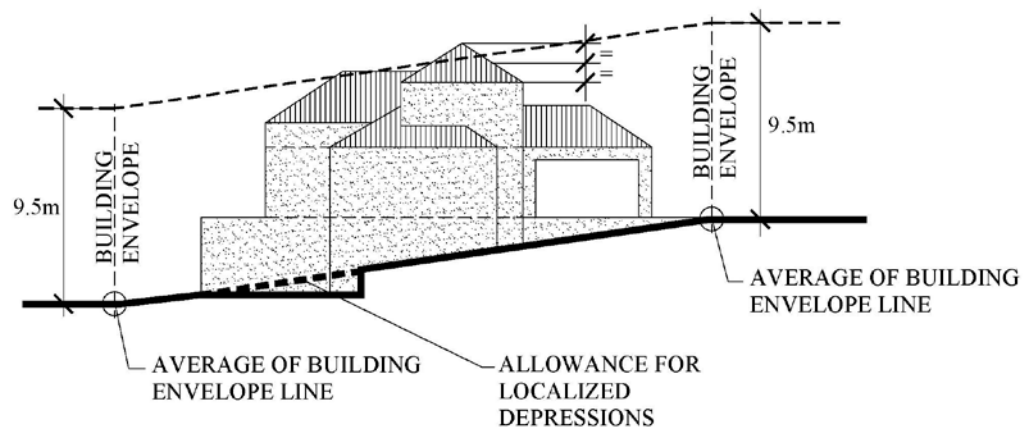 =
=
9.5m
BUILDING
ENVELOPE
BUILDING
ENVELOPE
9.5m
AVERAGE OF BUILDING
ENVELOPE LINE
AVERAGE OF BUILDING
ENVELOPE LINE
ALLOWANCE FOR
LOCALIZED
DEPRESSIONS